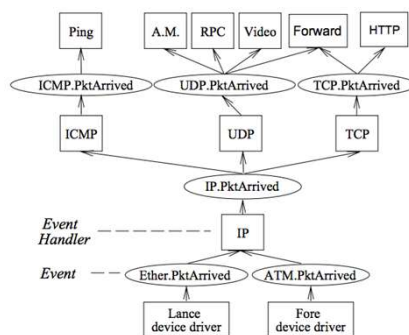 Ping
A.M.
RPC
Video
Forward
HTTP
ICMP.PktArrived
UDP.PktArrived
TCP.PktArrived
ICMP
UDP
TCP
IP.PktArrived
Event
Handler
IP
Event
Ether.PktArrived
ATM.PktArrived
Lance
device driver
Fore
device driver